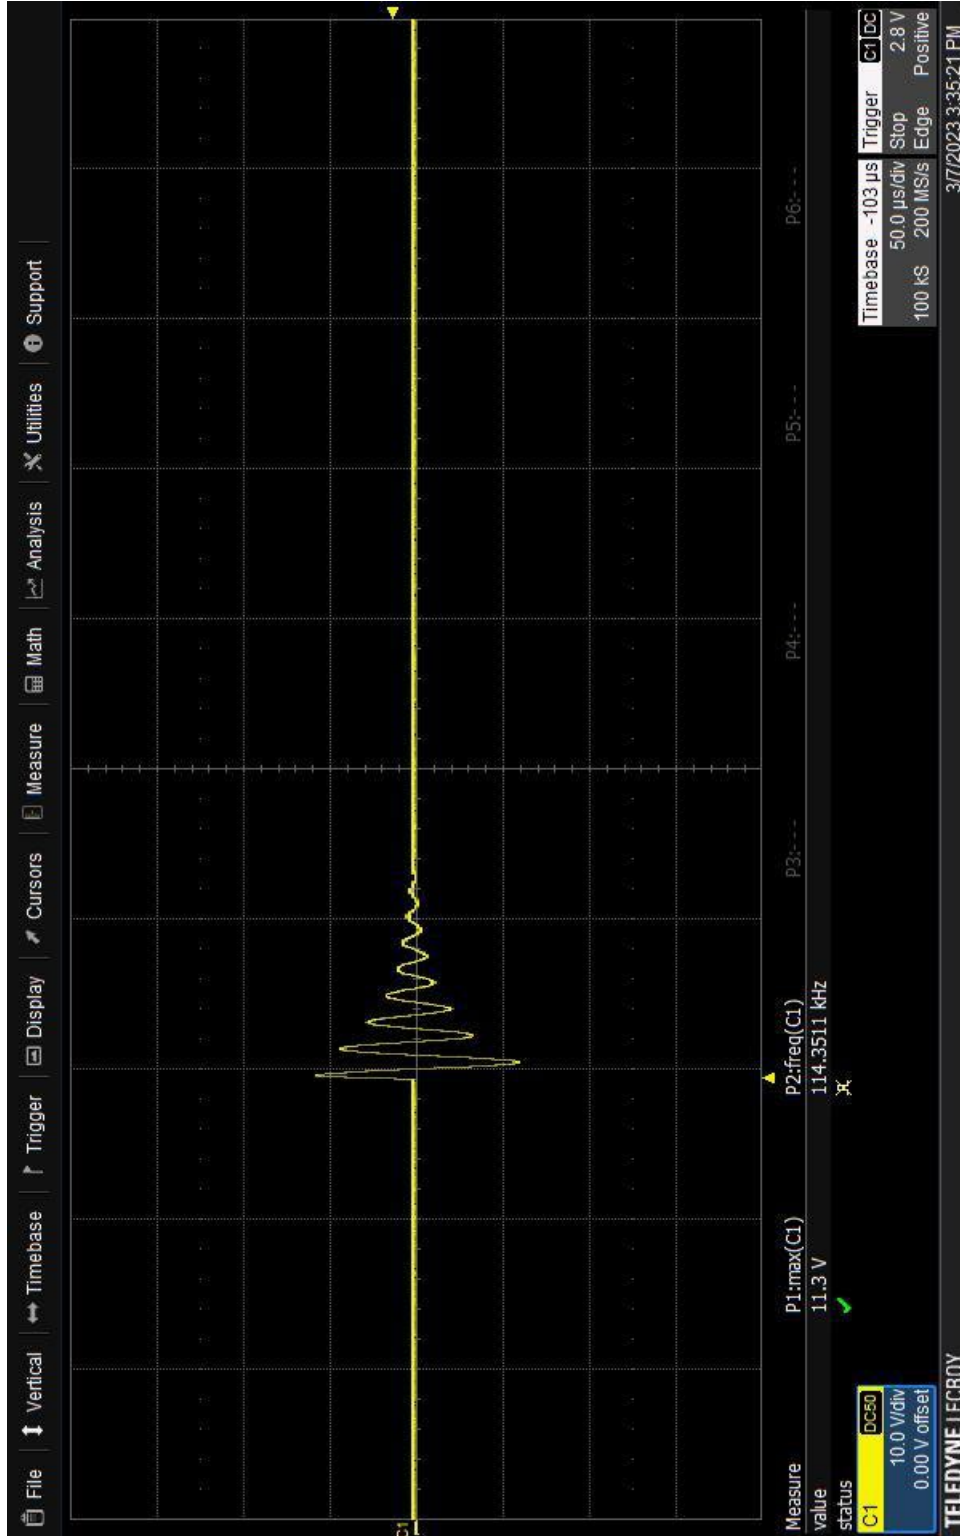 File Vertical Timebase Trigger Display Cursors Measure Math Analysis Utilities Support
C1
Measure P1:max(C1) P2:freq(C1) P3:--- P4:--- P5:--- P6:---
value 11.3 V 114.3511 kHz
status
C1 DC50
10.0 V/div
0.00 V offset
Timebase -103 µs
50.0 µs/div
100 kS 200 MS/s
Trigger C1 DC
Stop 2.8 V
Edge Positive
TELEDYNE LECROY
3/7/2023 3:35:21 PM